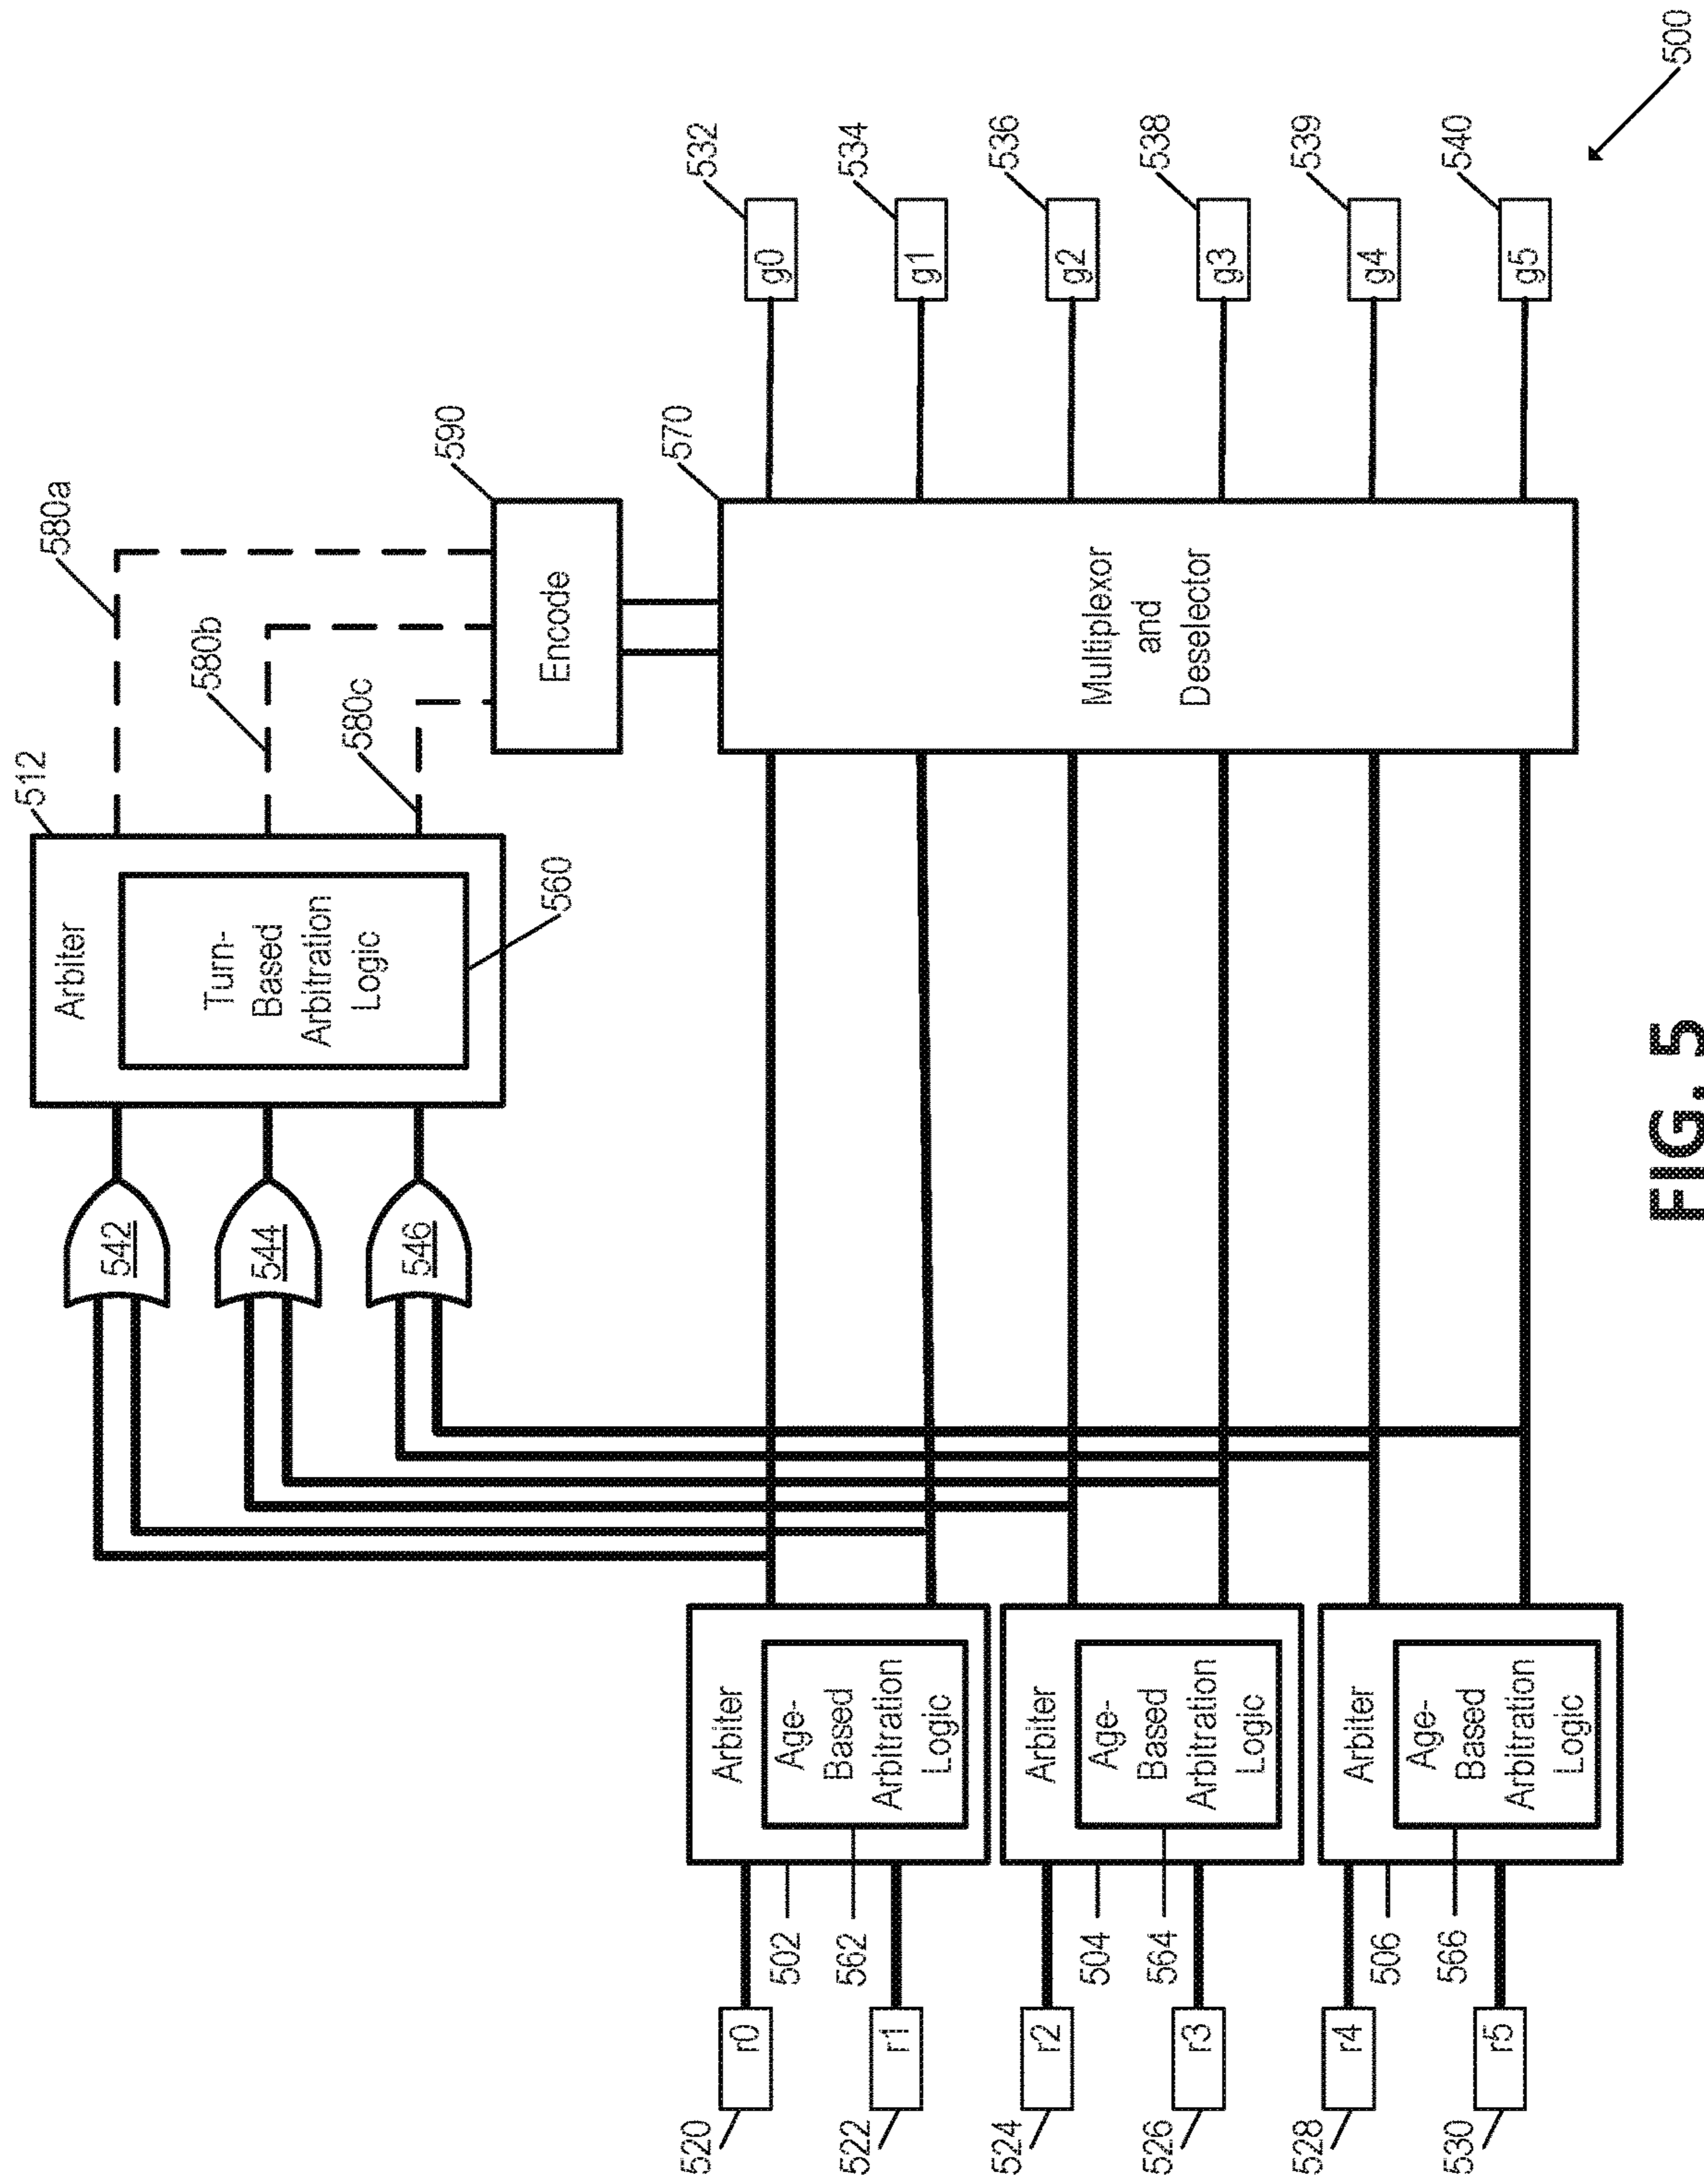 512
Arbiter
Turn-
Based
Arbitration
Logic
560
542
544
546
580a
580b
580c
590
Encode
570
Multiplexor
and
Deselector
520
r0
522
r1
524
r2
526
r3
528
r4
530
r5
502
562
504
564
506
566
Arbiter
Age-
Based
Arbitration
Logic
Arbiter
Age-
Based
Arbitration
Logic
Arbiter
Age-
Based
Arbitration
Logic
g0
532
g1
534
g2
536
g3
538
g4
539
g5
540
500
FIG. 5